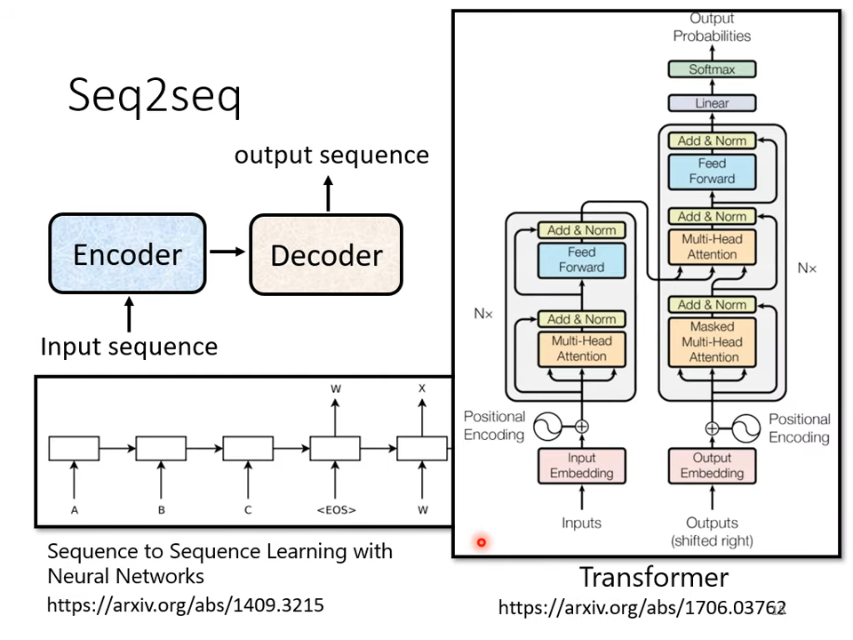 Seq2seq
output sequence
Encoder
Decoder
Input sequence
W
X
A
B
C
<EOS>
W
Sequence to Sequence Learning with
Neural Networks
https://arxiv.org/abs/1409.3215
Output
Probabilities
Softmax
Linear
Add & Norm
Feed
Forward
Add & Norm
Multi-Head
Attention
Nx
Add & Norm
Masked
Multi-Head
Attention
Add & Norm
Feed
Forward
Nx
Add & Norm
Multi-Head
Attention
Positional
Encoding
Positional
Encoding
Input
Embedding
Output
Embedding
Inputs
Outputs
(shifted right)
Transformer
https://arxiv.org/abs/1706.03762